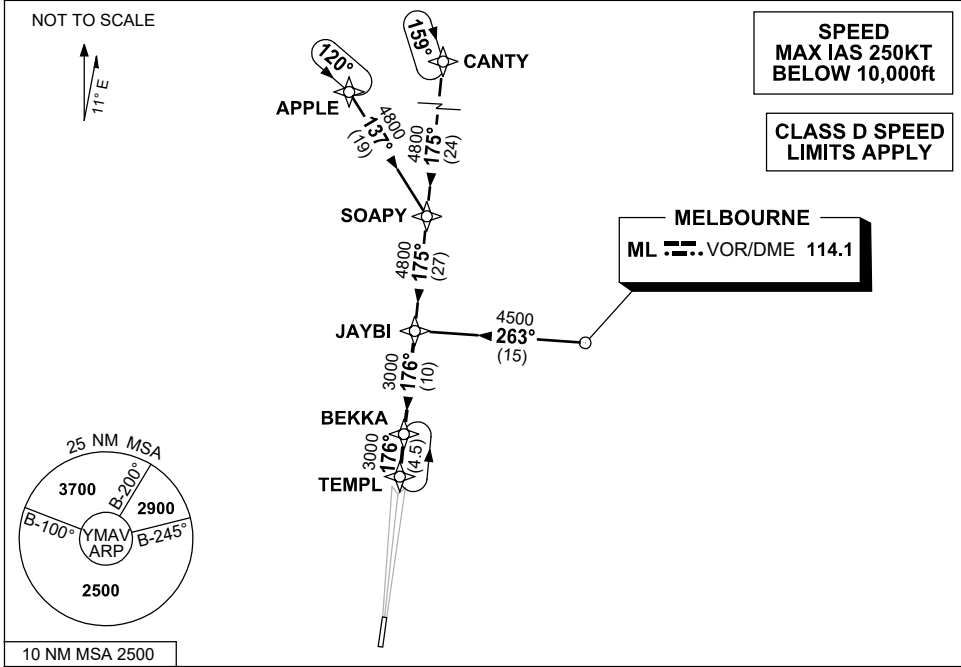 NOT TO SCALE
11° E
SPEED
MAX IAS 250KT
BELOW 10,000ft
CLASS D SPEED
LIMITS APPLY
120°
159°
CANTY
APPLE
4800
137°
(19)
4800
175°
(24)
SOAPY
MELBOURNE
ML VOR/DME 114.1
4800
175°
(27)
JAYBI
4500
263°
(15)
3000
176°
(10)
BEKKA
3000
176°
(4.5)
TEMPL
25 NM MSA
3700
B-200°
2900
B-100°
YMAV
ARP
B-245°
2500
10 NM MSA 2500